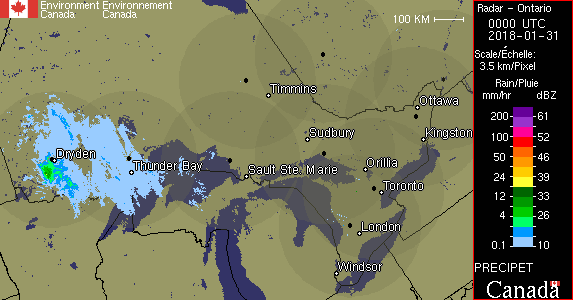 Environment Environnement
Canada Canada
100 KM
Timmins
Ottawa
Sudbury
Kingston
Dryden
Thunder Bay
Sault Ste. Marie
Orillia
Toronto
London
Windsor
Radar - Ontario
0000 UTC
2018-01-31
Scale/Échelle:
3.5 km/Pixel
Rain/Pluie
mm/hr dBZ
200 61
100 52
50 46
24 39
12 33
4 26
0.1 10
PRECIPET
Canada